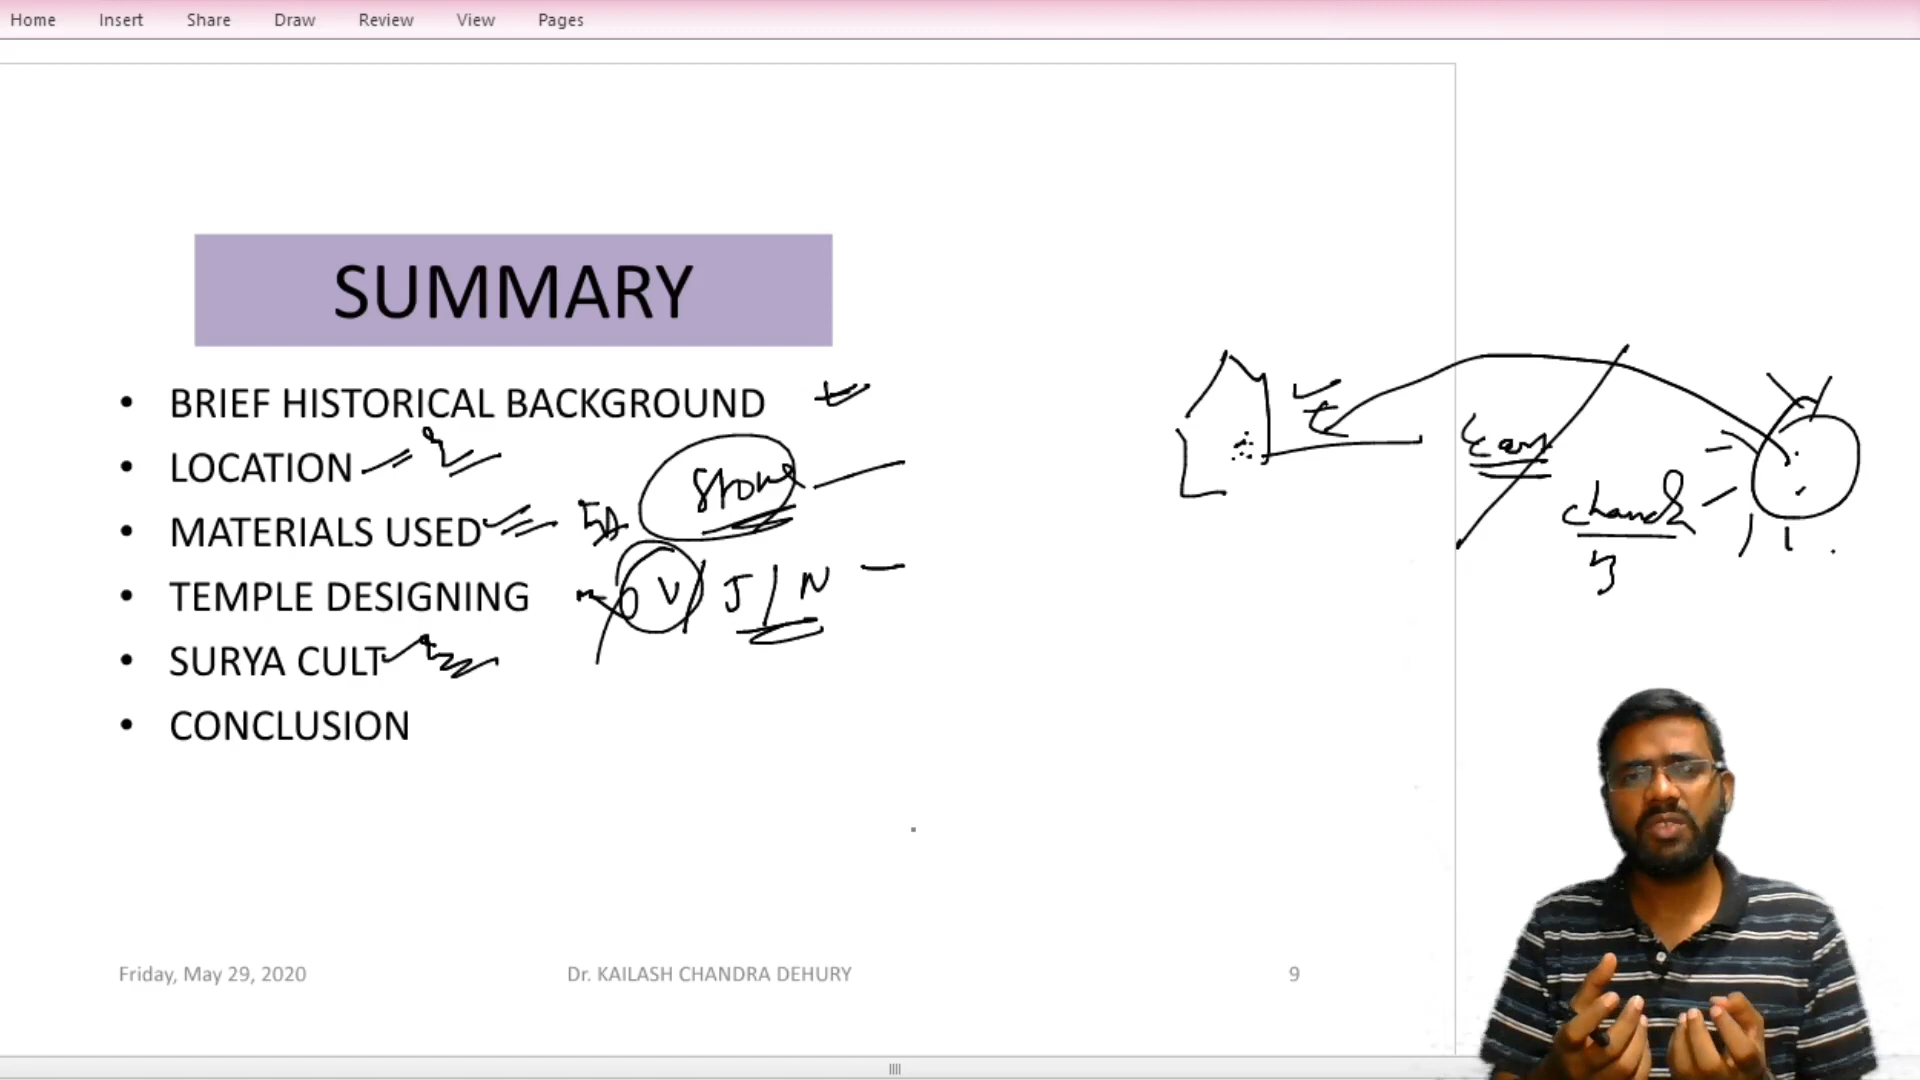 Home Insert Share Draw Review View Pages
SUMMARY
• BRIEF HISTORICAL BACKGROUND
• LOCATION
Stone
• MATERIALS USED
• TEMPLE DESIGNING V / J / N
• SURYA CULT
• CONCLUSION
Friday, May 29, 2020 Dr. KAILASH CHANDRA DEHURY 9